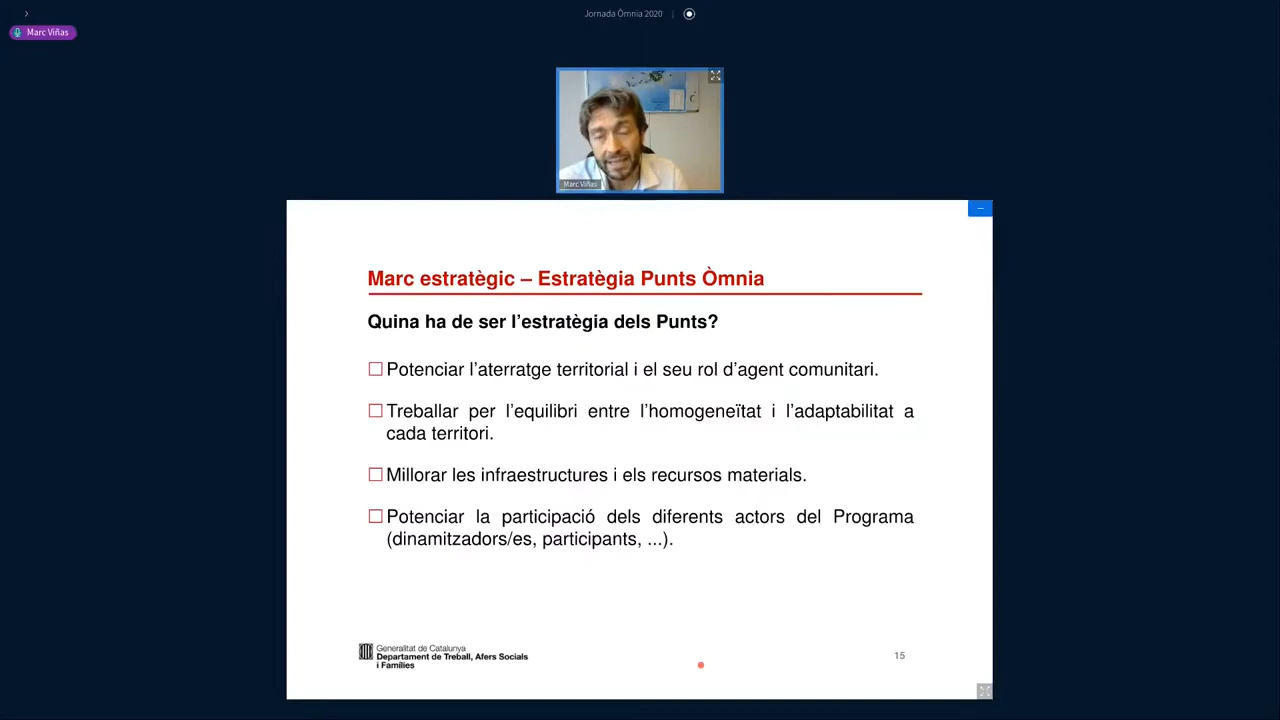 Jornada Òmnia 2020
Marc Viñas
Marc Viñas
Marc estratègic – Estratègia Punts Òmnia
Quina ha de ser l’estratègia dels Punts?
Potenciar l’aterratge territorial i el seu rol d’agent comunitari.
Treballar per l’equilibri entre l’homogeneïtat i l’adaptabilitat a
cada territori.
Millorar les infraestructures i els recursos materials.
Potenciar la participació dels diferents actors del Programa
(dinamitzadors/es, participants, ...).
Generalitat de Catalunya
Departament de Treball, Afers Socials
i Famílies
15